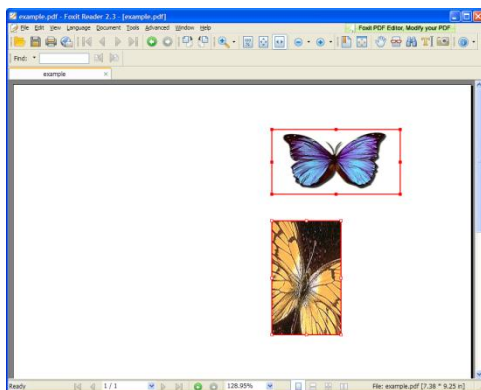 example.pdf - Foxit Reader 2.3 - [example.pdf]
File Edit View Language Document Tools Advanced Window Help
Foxit PDF Editor, Modify your PDF
Find:
example
Ready 1 / 1 128.95% File: example.pdf [7.38 * 9.25 in]